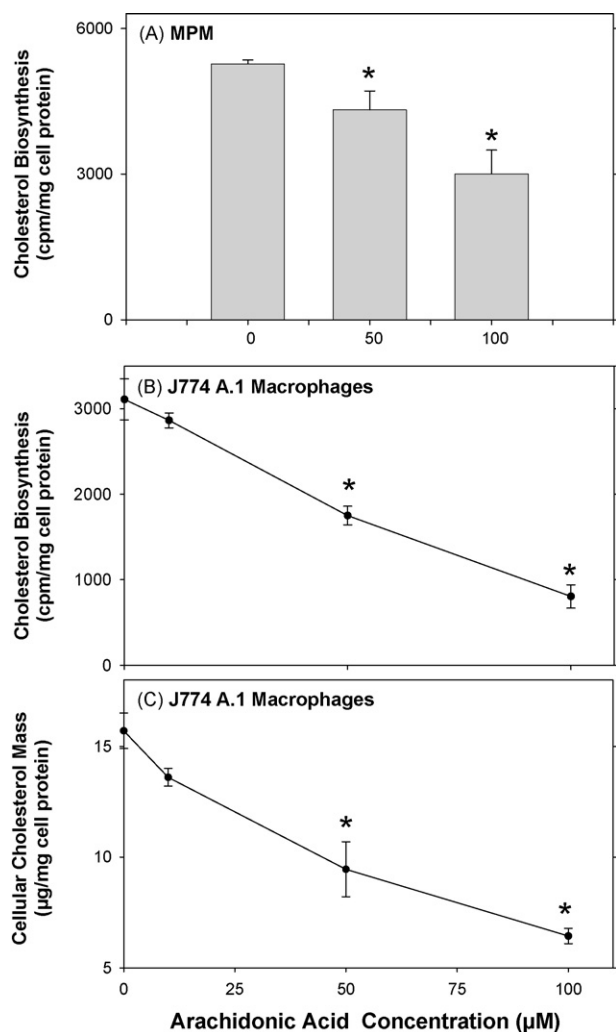 (A) MPM
Cholesterol Biosynthesis
(cpm/mg cell protein)
6000
3000
0
*
*
0
50
100
(B) J774 A.1 Macrophages
Cholesterol Biosynthesis
(cpm/mg cell protein)
3000
2000
1000
0
*
*
(C) J774 A.1 Macrophages
Cellular Cholesterol Mass
(µg/mg cell protein)
15
10
5
*
*
0
25
50
75
100
Arachidonic Acid Concentration (µM)